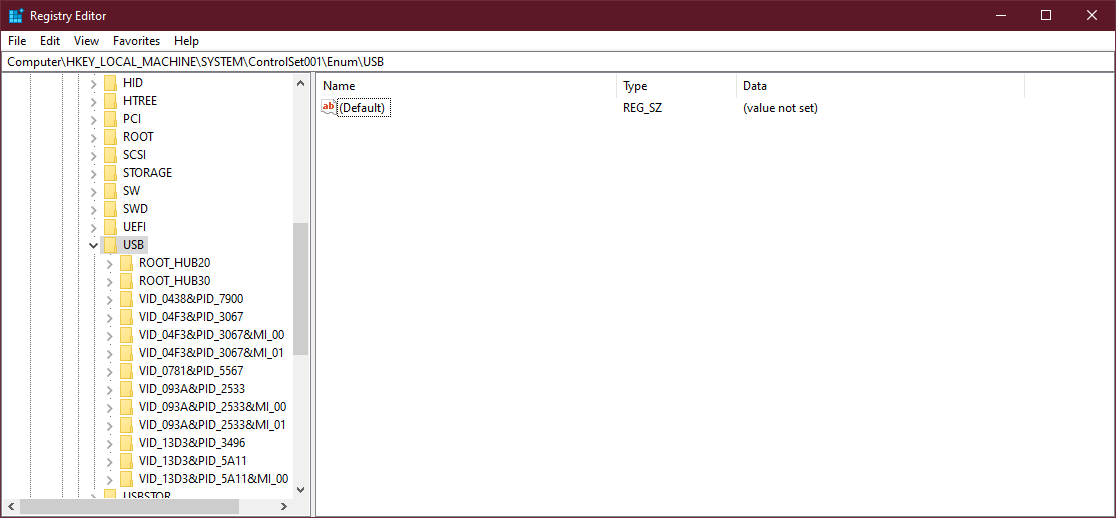 Registry Editor
File Edit View Favorites Help
Computer\HKEY_LOCAL_MACHINE\SYSTEM\ControlSet001\Enum\USB
HID
HTREE
PCI
ROOT
SCSI
STORAGE
SW
SWD
UEFI
USB
ROOT_HUB20
ROOT_HUB30
VID_0438&PID_7900
VID_04F3&PID_3067
VID_04F3&PID_3067&MI_00
VID_04F3&PID_3067&MI_01
VID_0781&PID_5567
VID_093A&PID_2533
VID_093A&PID_2533&MI_00
VID_093A&PID_2533&MI_01
VID_13D3&PID_3496
VID_13D3&PID_5A11
VID_13D3&PID_5A11&MI_00
USBSTOR
Name Type Data
ab (Default) REG_SZ (value not set)